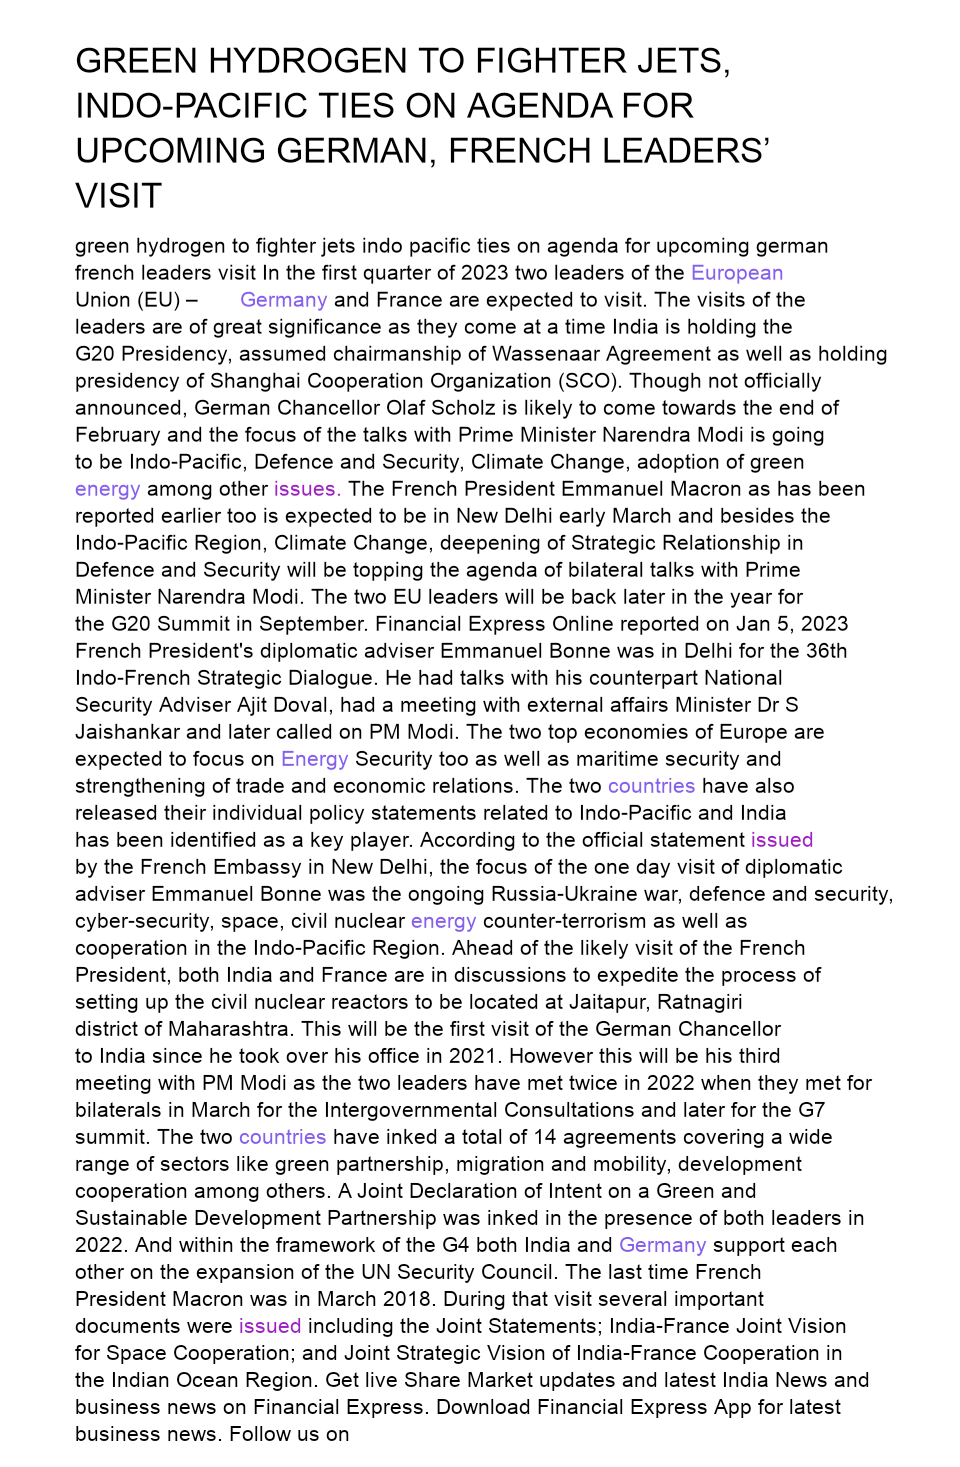 GREEN HYDROGEN TO FIGHTER JETS,
INDO-PACIFIC TIES ON AGENDA FOR
UPCOMING GERMAN, FRENCH LEADERS’
VISIT
green hydrogen to fighter jets indo pacific ties on agenda for upcoming german
french leaders visit In the first quarter of 2023 two leaders of the European
Union (EU) – Germany and France are expected to visit. The visits of the
leaders are of great significance as they come at a time India is holding the
G20 Presidency, assumed chairmanship of Wassenaar Agreement as well as holding
presidency of Shanghai Cooperation Organization (SCO). Though not officially
announced, German Chancellor Olaf Scholz is likely to come towards the end of
February and the focus of the talks with Prime Minister Narendra Modi is going
to be Indo-Pacific, Defence and Security, Climate Change, adoption of green
energy among other issues. The French President Emmanuel Macron as has been
reported earlier too is expected to be in New Delhi early March and besides the
Indo-Pacific Region, Climate Change, deepening of Strategic Relationship in
Defence and Security will be topping the agenda of bilateral talks with Prime
Minister Narendra Modi. The two EU leaders will be back later in the year for
the G20 Summit in September. Financial Express Online reported on Jan 5, 2023
French President's diplomatic adviser Emmanuel Bonne was in Delhi for the 36th
Indo-French Strategic Dialogue. He had talks with his counterpart National
Security Adviser Ajit Doval, had a meeting with external affairs Minister Dr S
Jaishankar and later called on PM Modi. The two top economies of Europe are
expected to focus on Energy Security too as well as maritime security and
strengthening of trade and economic relations. The two countries have also
released their individual policy statements related to Indo-Pacific and India
has been identified as a key player. According to the official statement issued
by the French Embassy in New Delhi, the focus of the one day visit of diplomatic
adviser Emmanuel Bonne was the ongoing Russia-Ukraine war, defence and security,
cyber-security, space, civil nuclear energy counter-terrorism as well as
cooperation in the Indo-Pacific Region. Ahead of the likely visit of the French
President, both India and France are in discussions to expedite the process of
setting up the civil nuclear reactors to be located at Jaitapur, Ratnagiri
district of Maharashtra. This will be the first visit of the German Chancellor
to India since he took over his office in 2021. However this will be his third
meeting with PM Modi as the two leaders have met twice in 2022 when they met for
bilaterals in March for the Intergovernmental Consultations and later for the G7
summit. The two countries have inked a total of 14 agreements covering a wide
range of sectors like green partnership, migration and mobility, development
cooperation among others. A Joint Declaration of Intent on a Green and
Sustainable Development Partnership was inked in the presence of both leaders in
2022. And within the framework of the G4 both India and Germany support each
other on the expansion of the UN Security Council. The last time French
President Macron was in March 2018. During that visit several important
documents were issued including the Joint Statements; India-France Joint Vision
for Space Cooperation; and Joint Strategic Vision of India-France Cooperation in
the Indian Ocean Region. Get live Share Market updates and latest India News and
business news on Financial Express. Download Financial Express App for latest
business news. Follow us on